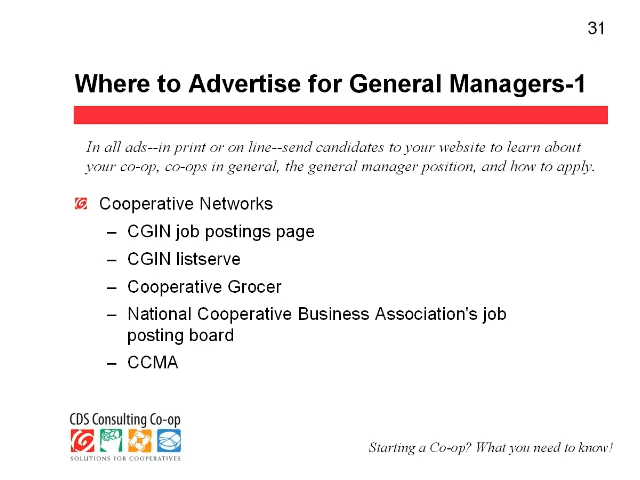 31
Where to Advertise for General Managers-1
In all ads--in print or on line--send candidates to your website to learn about
your co-op, co-ops in general, the general manager position, and how to apply.
Cooperative Networks
– CGIN job postings page
– CGIN listserve
– Cooperative Grocer
– National Cooperative Business Association's job
posting board
– CCMA
CDS Consulting Co-op
SOLUTIONS FOR COOPERATIVES
Starting a Co-op? What you need to know!